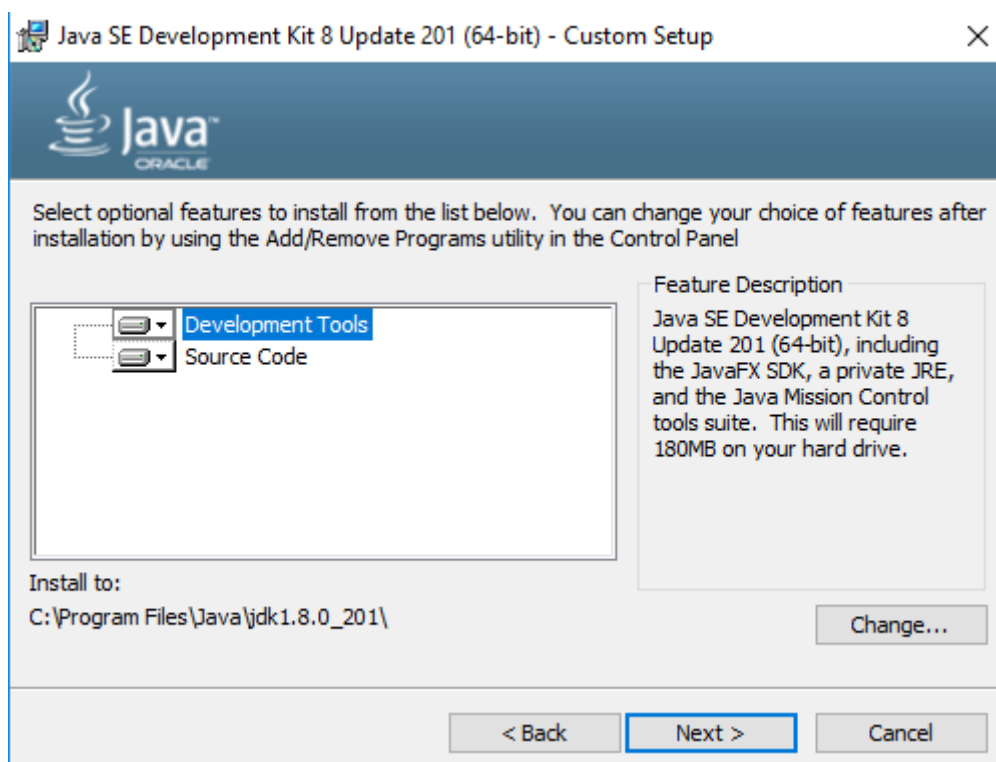 Java SE Development Kit 8 Update 201 (64-bit) - Custom Setup
Java™
ORACLE
Select optional features to install from the list below.  You can change your choice of features after
installation by using the Add/Remove Programs utility in the Control Panel
Development Tools
Source Code
Feature Description
Java SE Development Kit 8
Update 201 (64-bit), including
the JavaFX SDK, a private JRE,
and the Java Mission Control
tools suite.  This will require
180MB on your hard drive.
Install to:
C:\Program Files\Java\jdk1.8.0_201\
Change...
< Back
Next >
Cancel